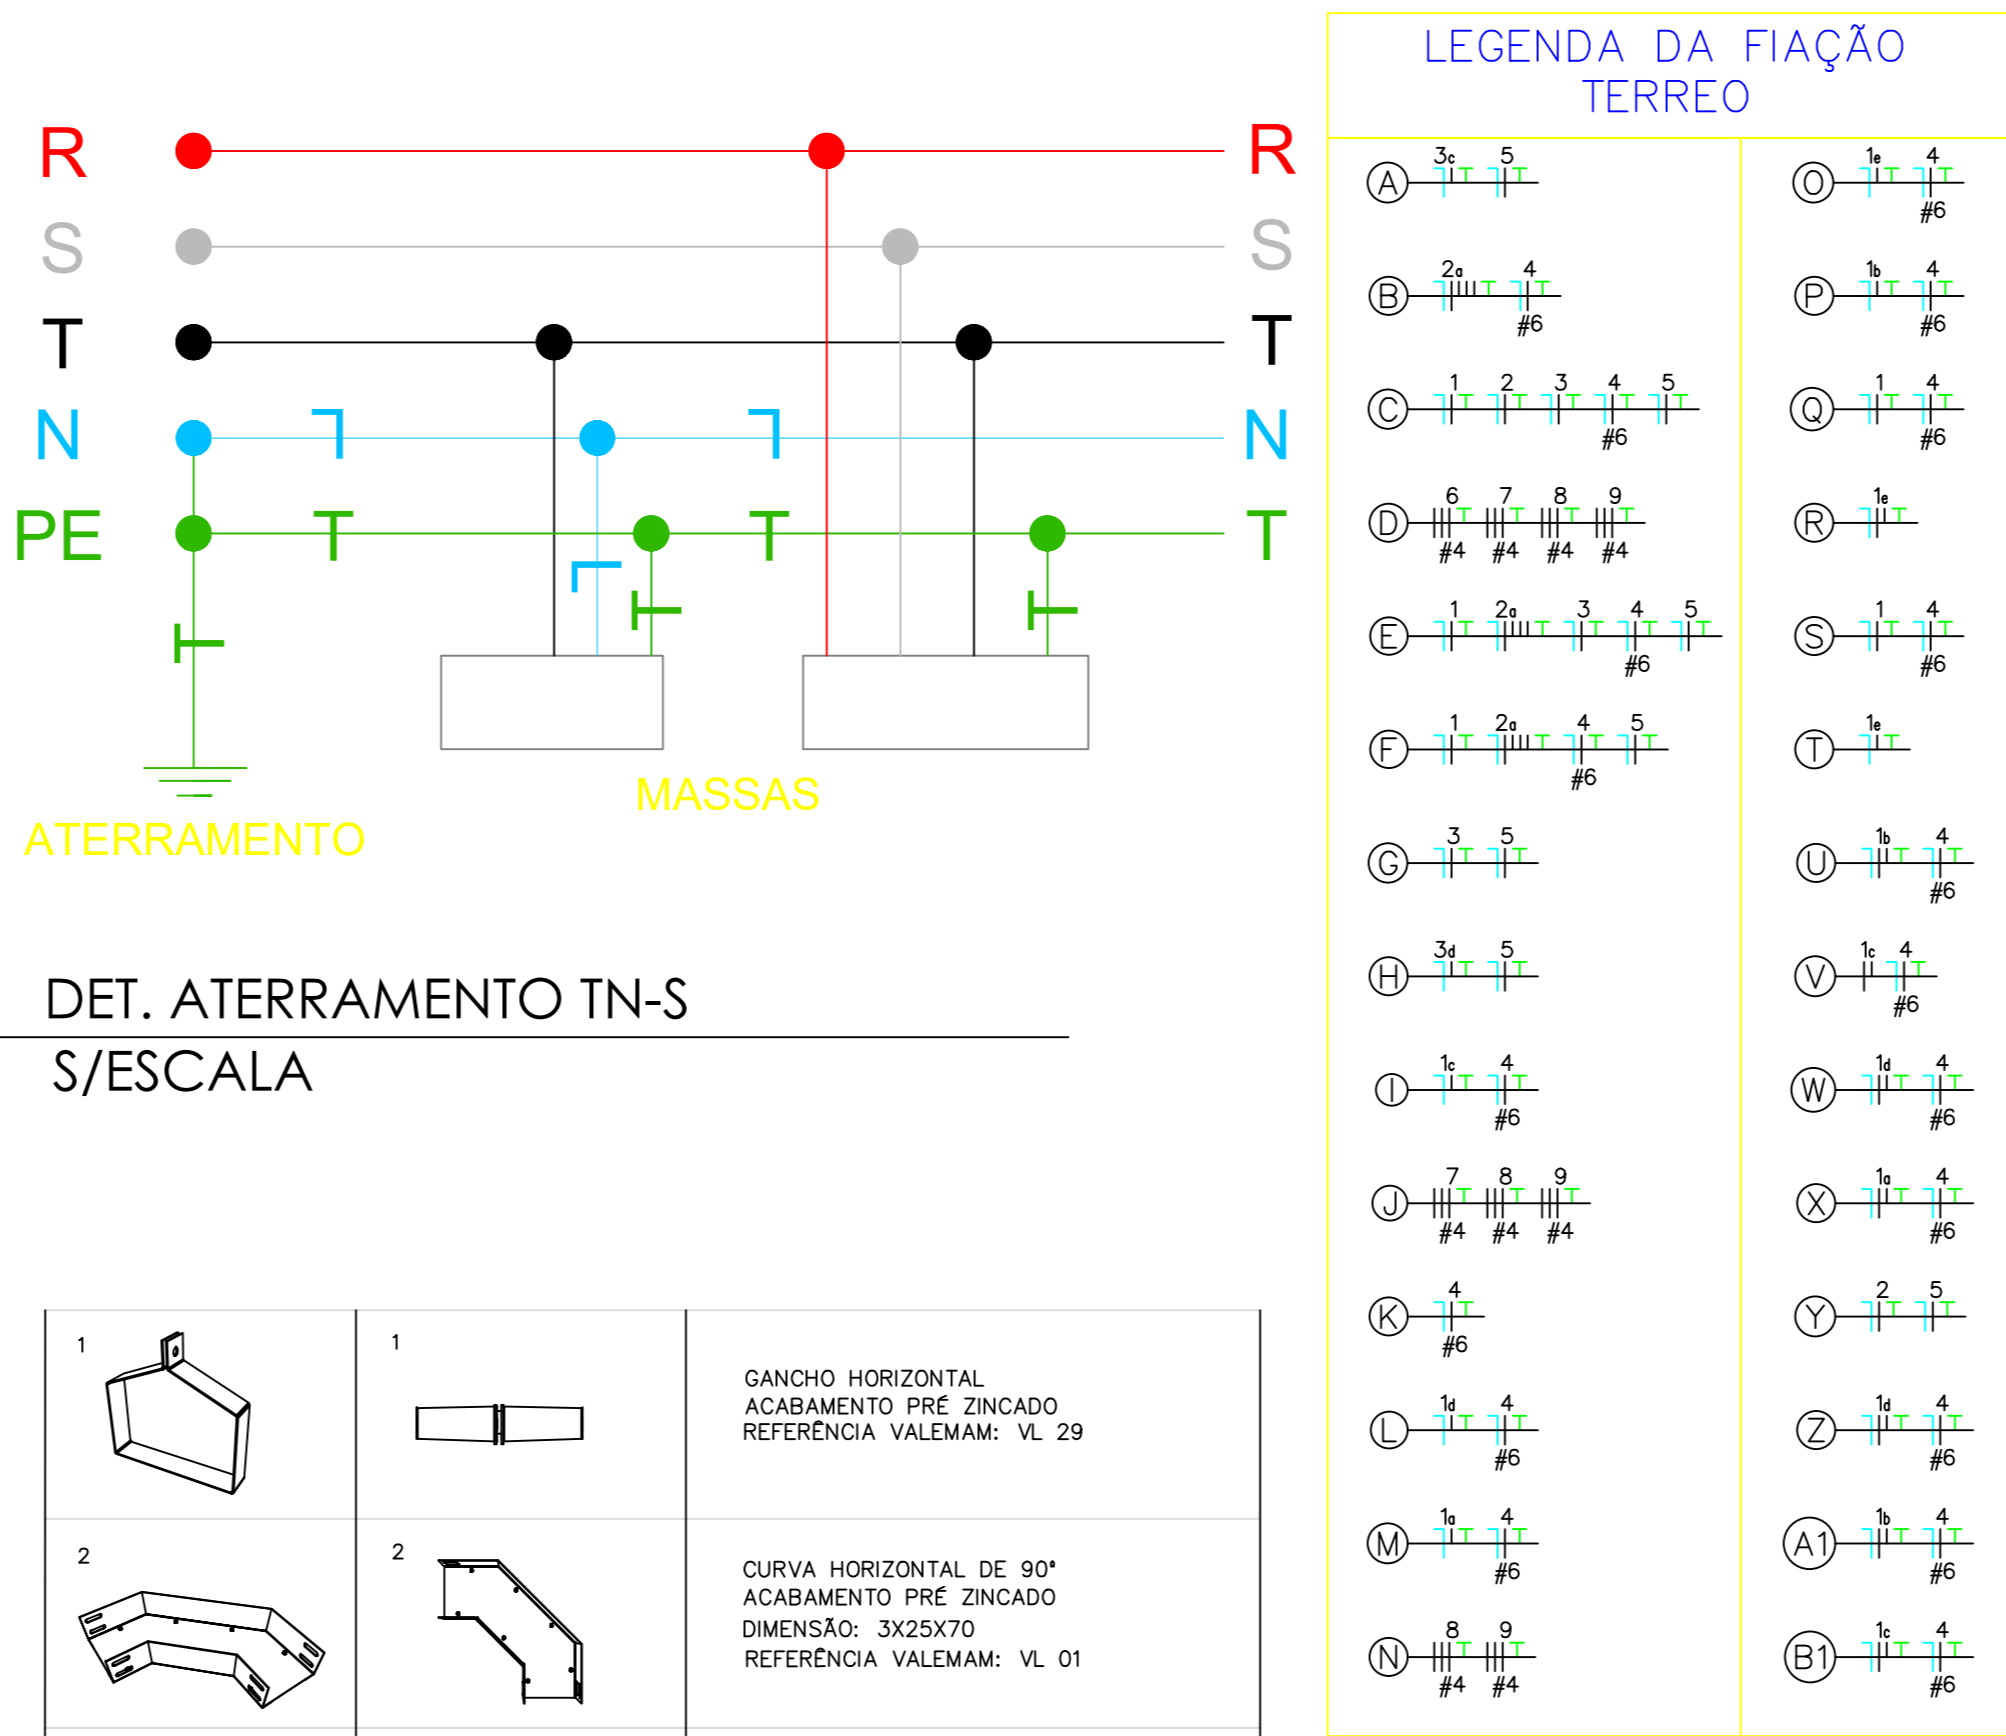 R R
S S
T T
N N
PE T
T T
ATERRAMENTO
MASSAS
DET. ATERRAMENTO TN-S
S/ESCALA
1 1
GANCHO HORIZONTAL
ACABAMENTO PRÉ ZINCADO
REFERÊNCIA VALEMAM: VL 29
2 2
CURVA HORIZONTAL DE 90°
ACABAMENTO PRÉ ZINCADO
DIMENSÃO: 3X25X70
REFERÊNCIA VALEMAM: VL 01
LEGENDA DA FIAÇÃO
TERREO
A 3c 5
B 2a 4
#6
C 1 2 3 4 5
#6
D 6 7 8 9
#4 #4 #4 #4
E 1 2a 3 4 5
#6
F 1 2a 4 5
#6
G 3 5
H 3d 5
I 1c 4
#6
J 7 8 9
#4 #4 #4
K 4
#6
L 1d 4
#6
M 1a 4
#6
N 8 9
#4 #4
O 1e 4
#6
P 1b 4
#6
Q 1 4
#6
R 1e
S 1 4
#6
T 1e
U 1b 4
#6
V 1c 4
#6
W 1d 4
#6
X 1a 4
#6
Y 2 5
Z 1d 4
#6
A1 1b 4
#6
B1 1c 4
#6